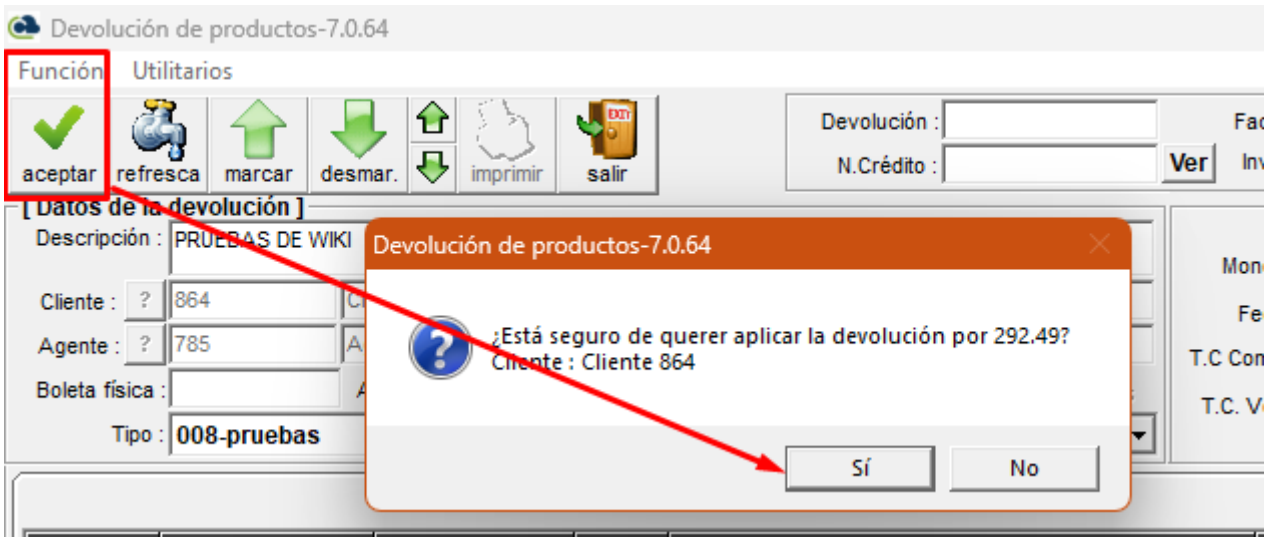 Devolución de productos-7.0.64
Función Utilitarios
aceptar refresca marcar desmar. imprimir EXIT salir
Devolución :
N.Crédito : Ver
[ Datos de la devolución ]
Descripción : PRUEBAS DE WIKI
Cliente : ? 864
Agente : ? 785
Boleta física :
Tipo : 008-pruebas
T.C
T.C.
Devolución de productos-7.0.64
¿Está seguro de querer aplicar la devolución por 292.49?
Cliente : Cliente 864
Sí No